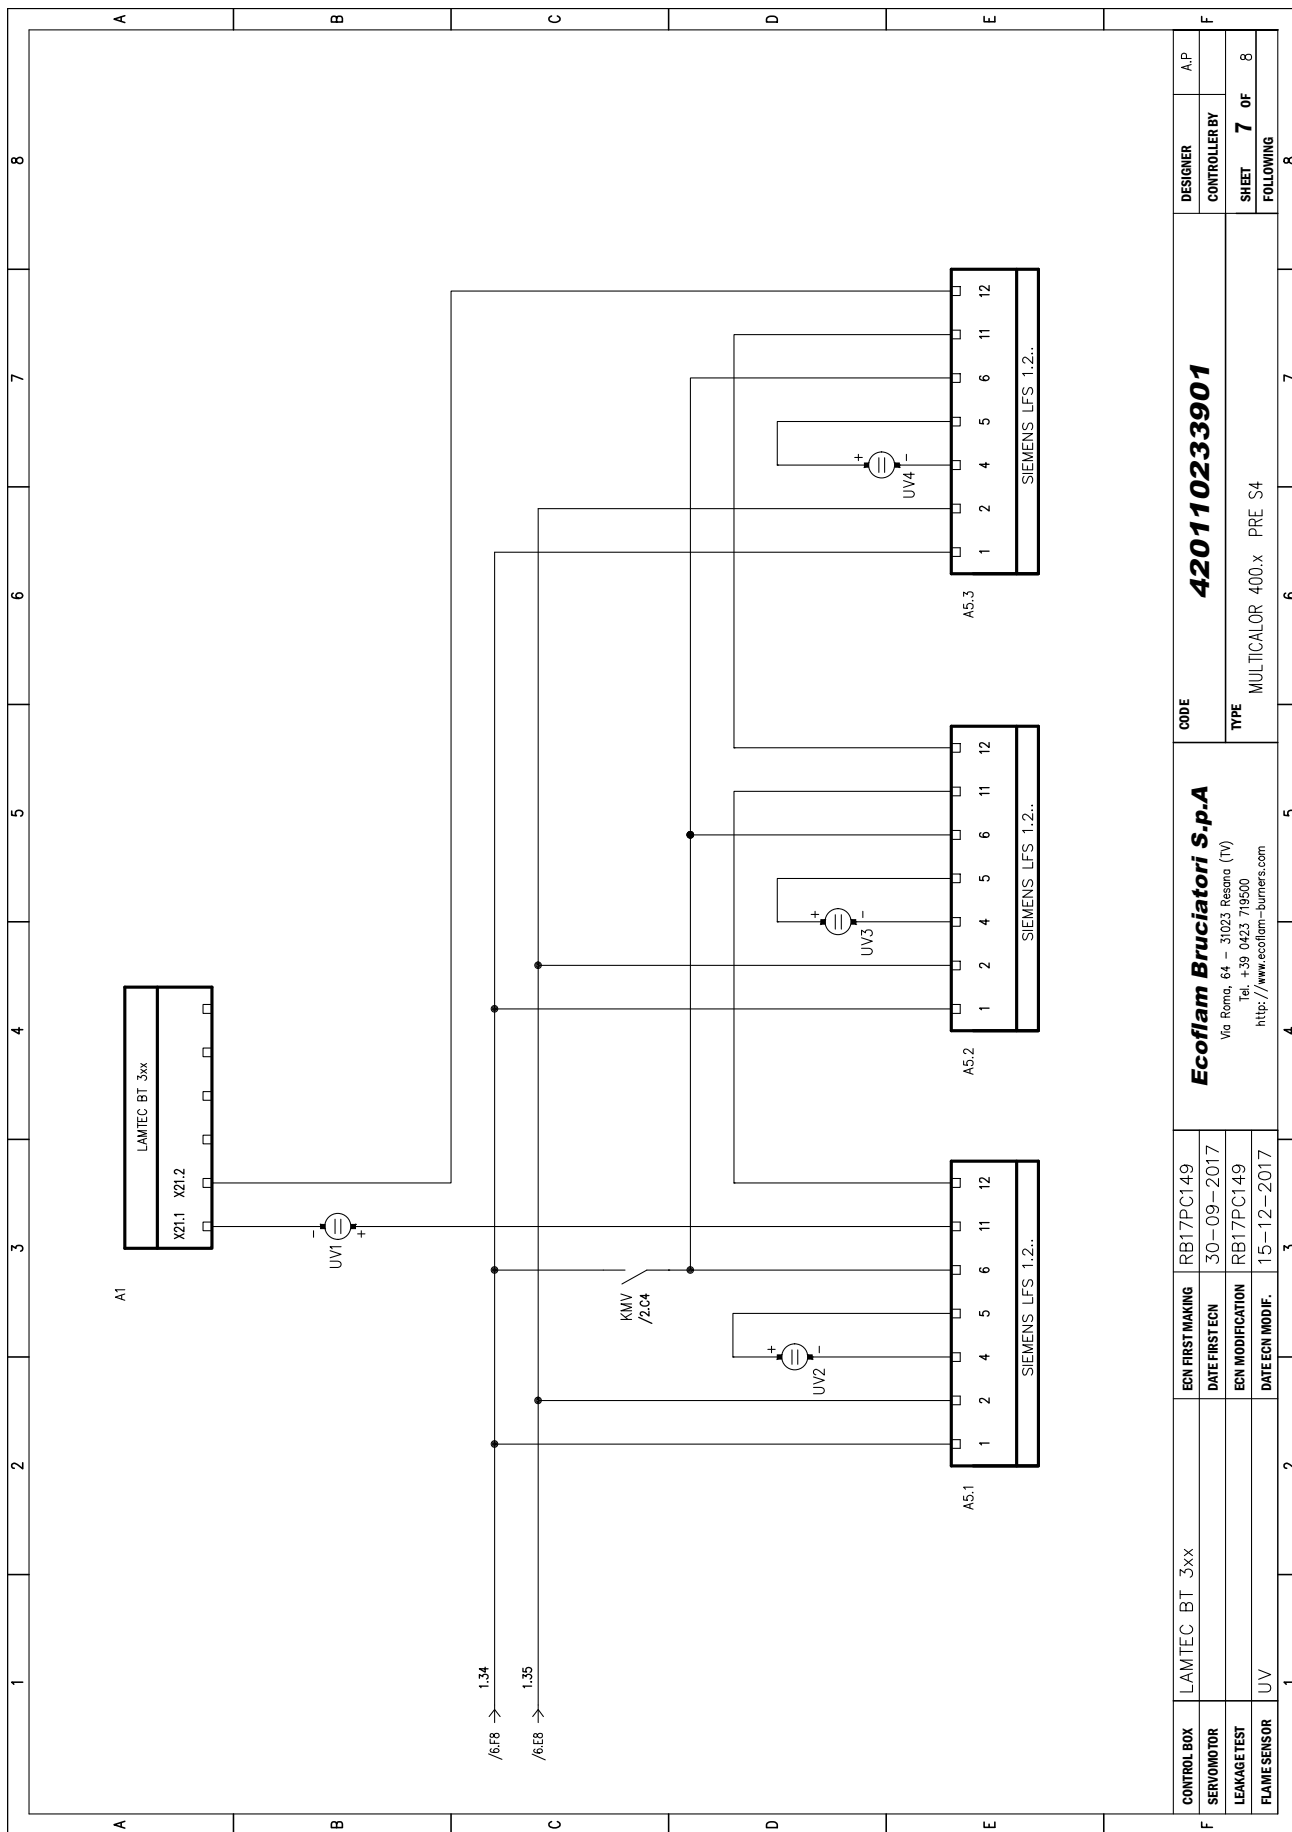 1 2 3 4 5 6 7 8
A
B
C
D
E
F
A1
LAMTEC BT 3xx
X21.1 X21.2
-
UV1
+
/6.F8 1.34
/6.E8 1.35
KMV
/2.C4
+
UV2
-
+
UV3
-
+
UV4
-
A5.1
1 2 4 5 6 11 12
SIEMENS LFS 1.2..
A5.2
1 2 4 5 6 11 12
SIEMENS LFS 1.2..
A5.3
1 2 4 5 6 11 12
SIEMENS LFS 1.2..
A
B
C
D
E
F
CONTROL BOX LAMTEC BT 3xx
SERVOMOTOR
LEAKAGE TEST
FLAME SENSOR UV
ECN FIRST MAKING RB17PC149
DATE FIRST ECN 30-09-2017
ECN MODIFICATION RB17PC149
DATE ECN MODIF. 15-12-2017
Ecoflam Bruciatori S.p.A
Via Roma, 64 - 31023 Resana (TV)
Tel. +39 0423 719500
http://www.ecoflam-burners.com
CODE
420110233901
TYPE
MULTICALOR 400.x PRE S4
DESIGNER A.P
CONTROLLER BY
SHEET 7 OF 8
FOLLOWING
1 2 3 4 5 6 7 8